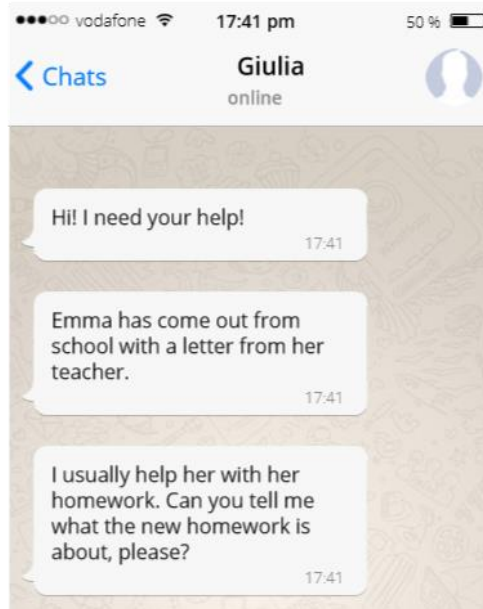 vodafone 17:41 pm 50 %
Chats Giulia
online
Hi! I need your help!
17:41
Emma has come out from
school with a letter from her
teacher.
17:41
I usually help her with her
homework. Can you tell me
what the new homework is
about, please?
17:41